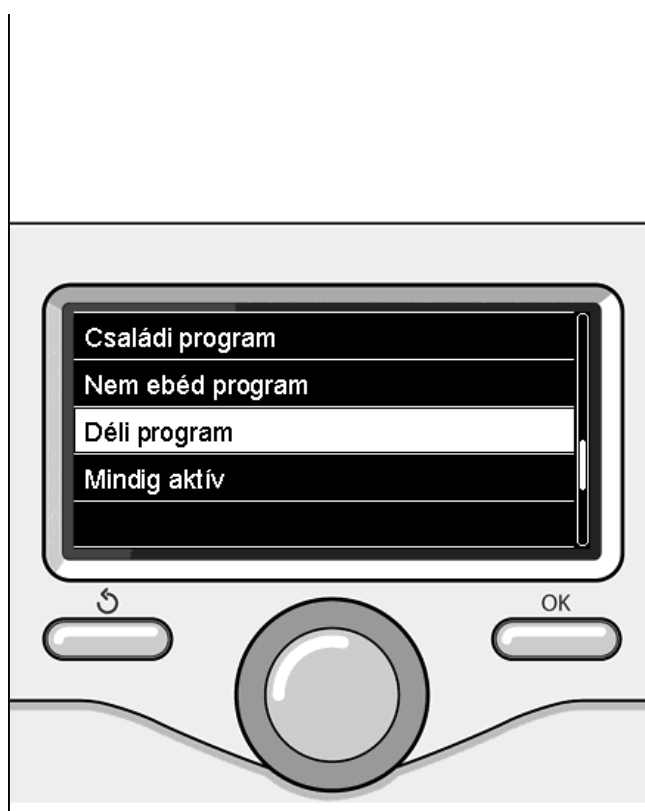 Családi program
Nem ebéd program
Déli program
Mindig aktív
OK